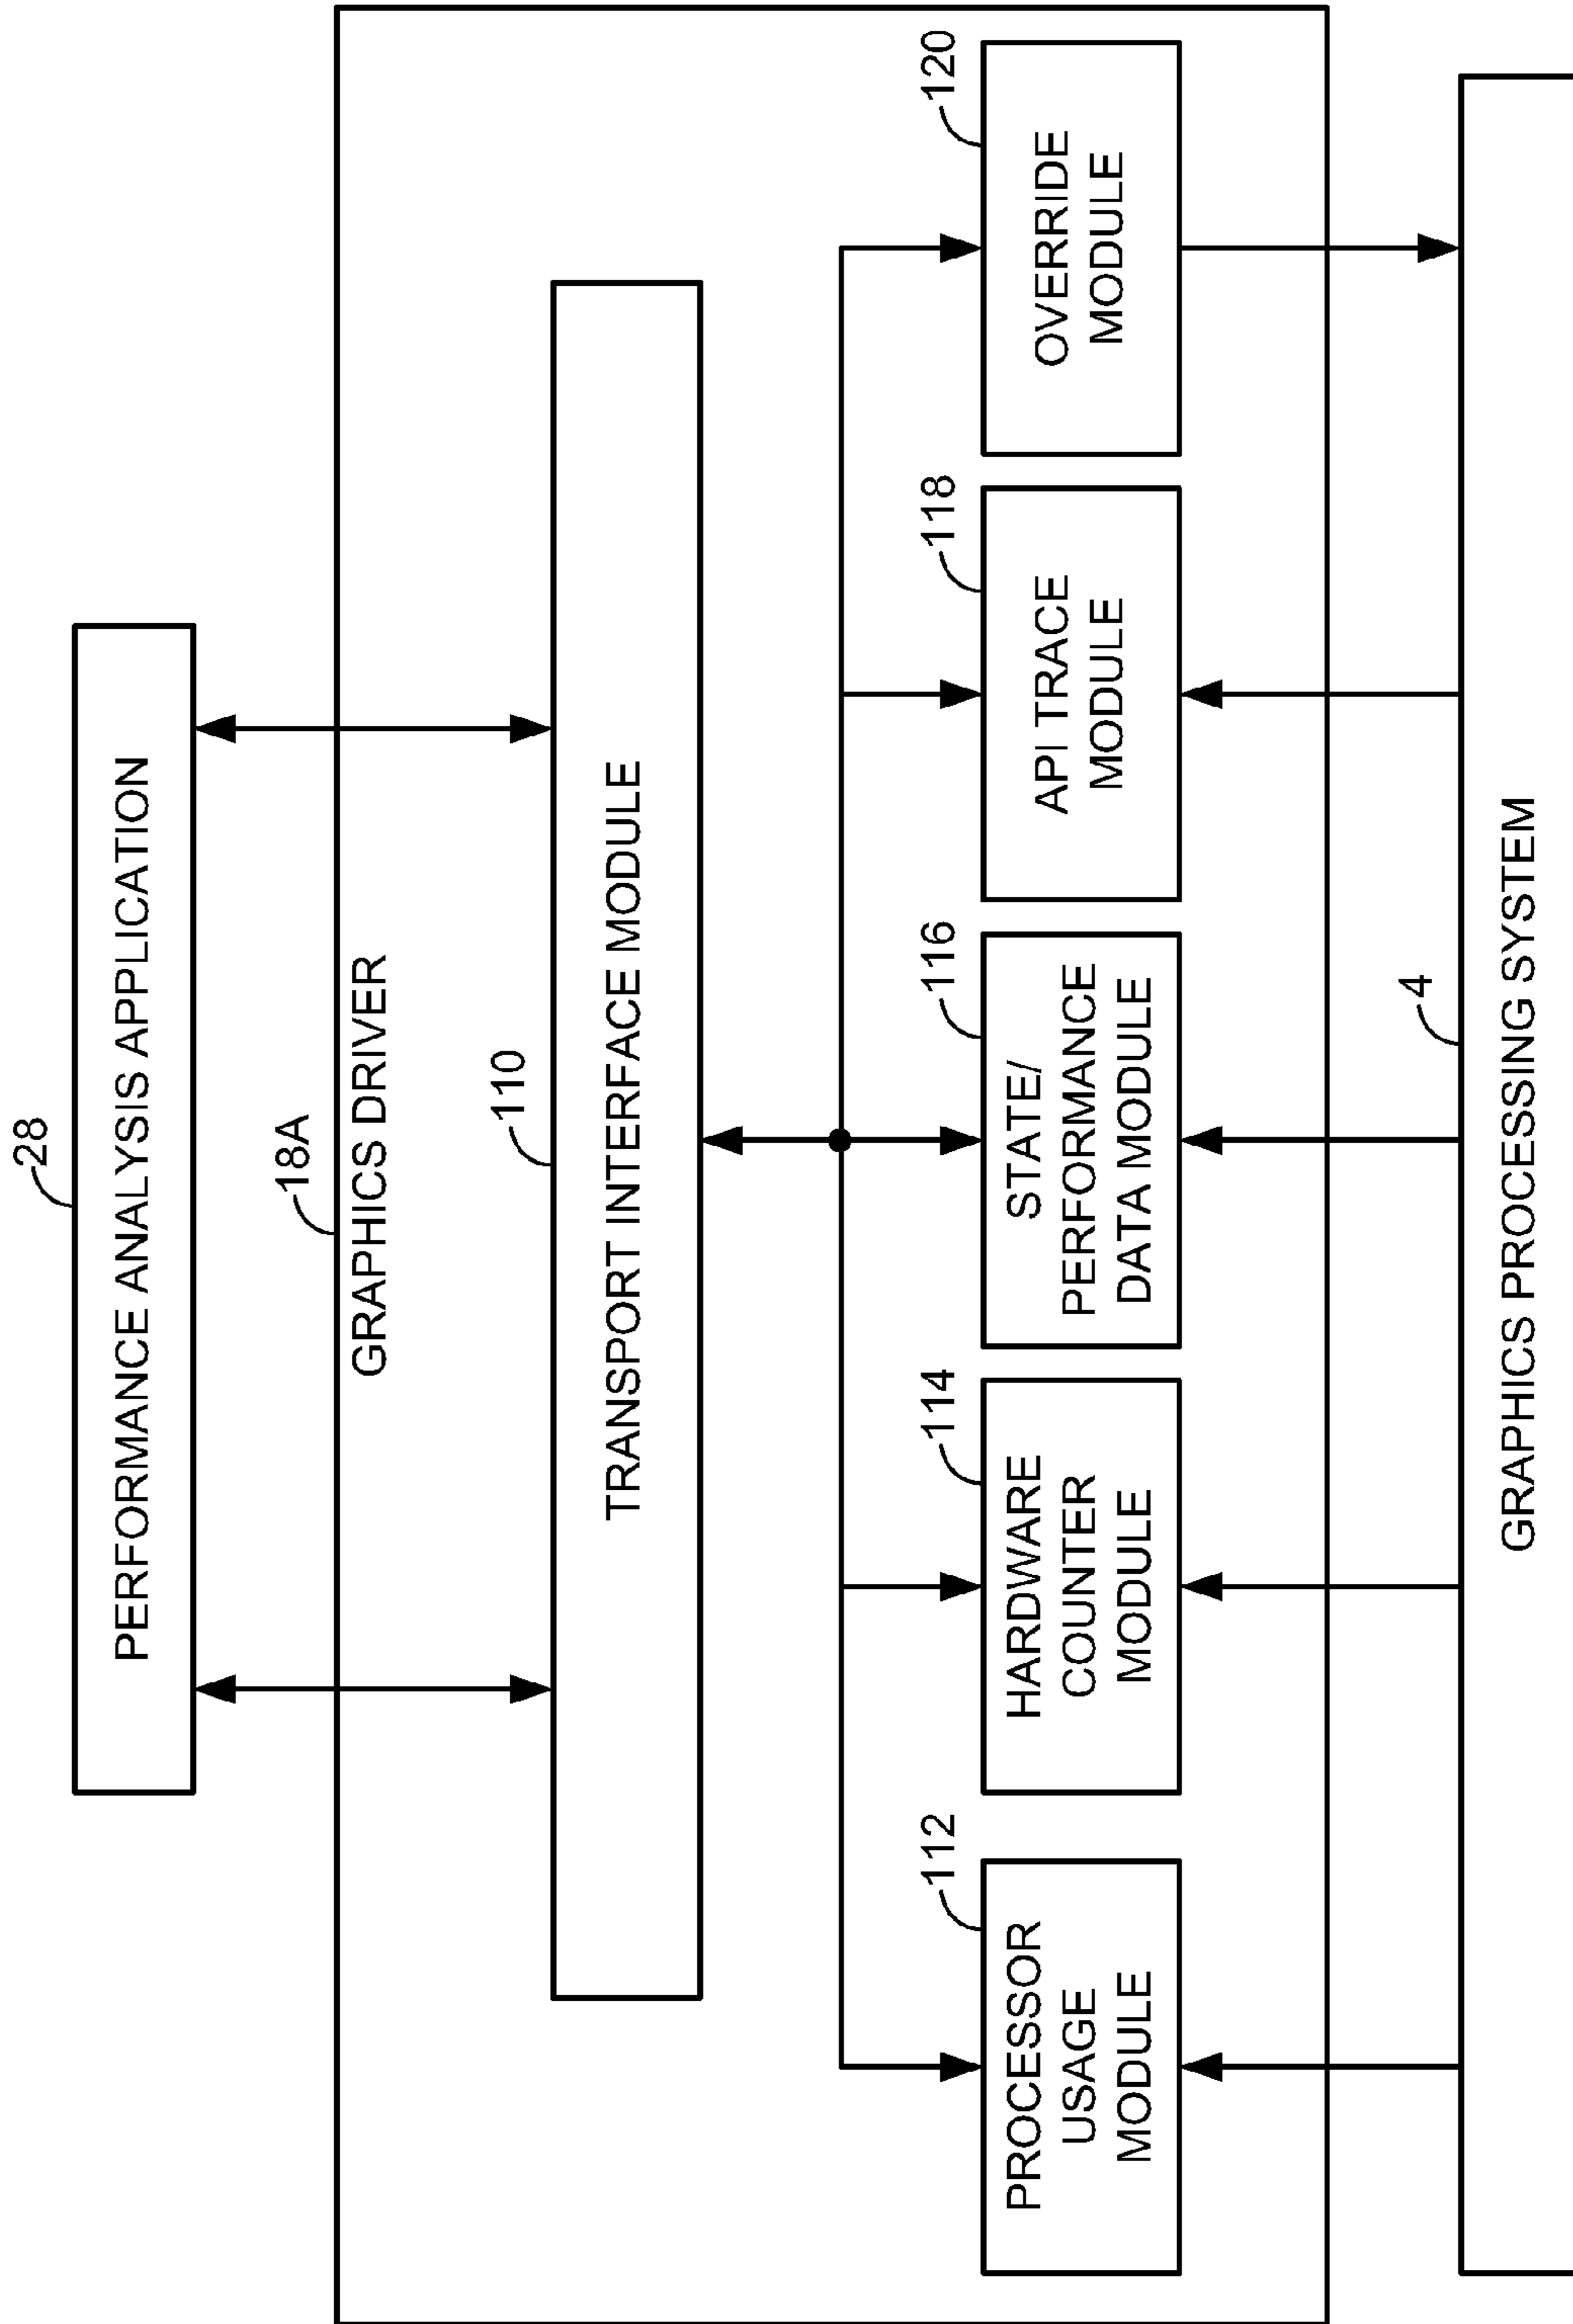 28
PERFORMANCE ANALYSIS APPLICATION
18A
GRAPHICS DRIVER
110
TRANSPORT INTERFACE MODULE
112
PROCESSOR
USAGE
MODULE
114
HARDWARE
COUNTER
MODULE
116
STATE/
PERFORMANCE
DATA MODULE
118
API TRACE
MODULE
120
OVERRIDE
MODULE
4
GRAPHICS PROCESSING SYSTEM